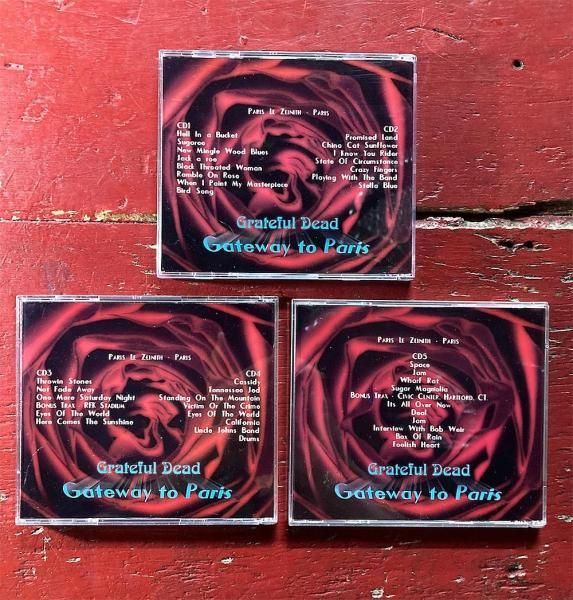 Paris Le Zeinith - Paris
CD1
Hell In a Bucket
Sugaree
New Mingle Wood Blues
Jack a roe
Black Throated Woman
Ramble On Rose
When I Paint My Masterpiece
Bird Song
CD2
Promised Land
China Cat Sunflower
I Know You Rider
State Of Circumstance
Crazy Fingers
Playing With The Band
Stella Blue
Grateful Dead
Gateway to Paris
Paris Le Zeinith - Paris
CD3
Throwin Stones
Not Fade Away
One More Saturday Night
Bonus Trax RFK Stadium
Eyes Of The World
Here Comes The Sunshine
CD4
Cassidy
Tennessee Jed
Standing On The Mountain
Victim Or The Crime
Eyes Of The World
California
Uncle Johns Band
Drums
Grateful Dead
Gateway to Paris
Paris Le Zeinith - Paris
CD5
Space
Jam
Wharf Rat
Sugar Magnolia
Bonus Trax - Civic Center, Hartford, CT.
Its All Over Now
Deal
Jam
Interview With Bob Weir
Box Of Rain
Foolish Heart
Grateful Dead
Gateway to Paris